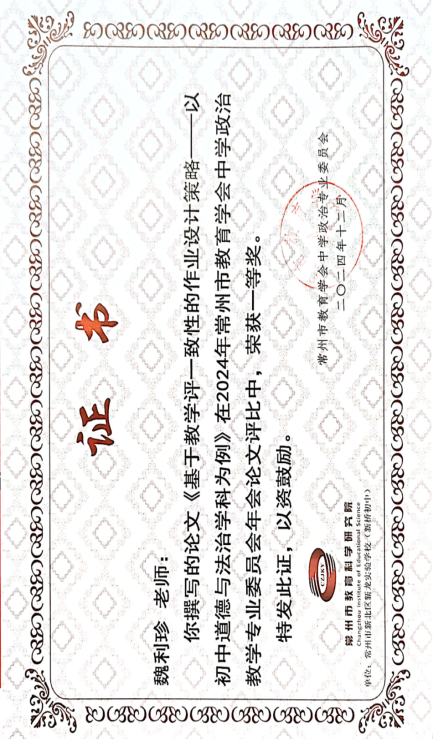 证书
魏利珍 老师：
你撰写的论文《基于教学评一致性的作业设计策略——以
初中道德与法治学科为例》在2024年常州市教育学会中学政治
教学专业委员会年会论文评比中，荣获一等奖。
特发此证，以资鼓励。
常州市教育学会中学政治专业委员会
二〇二四年十二月
CZJKY
常州市教育科学研究院
Changzhou Institute of Educational Science
单位：常州市新北区新龙实验学校（新桥初中）